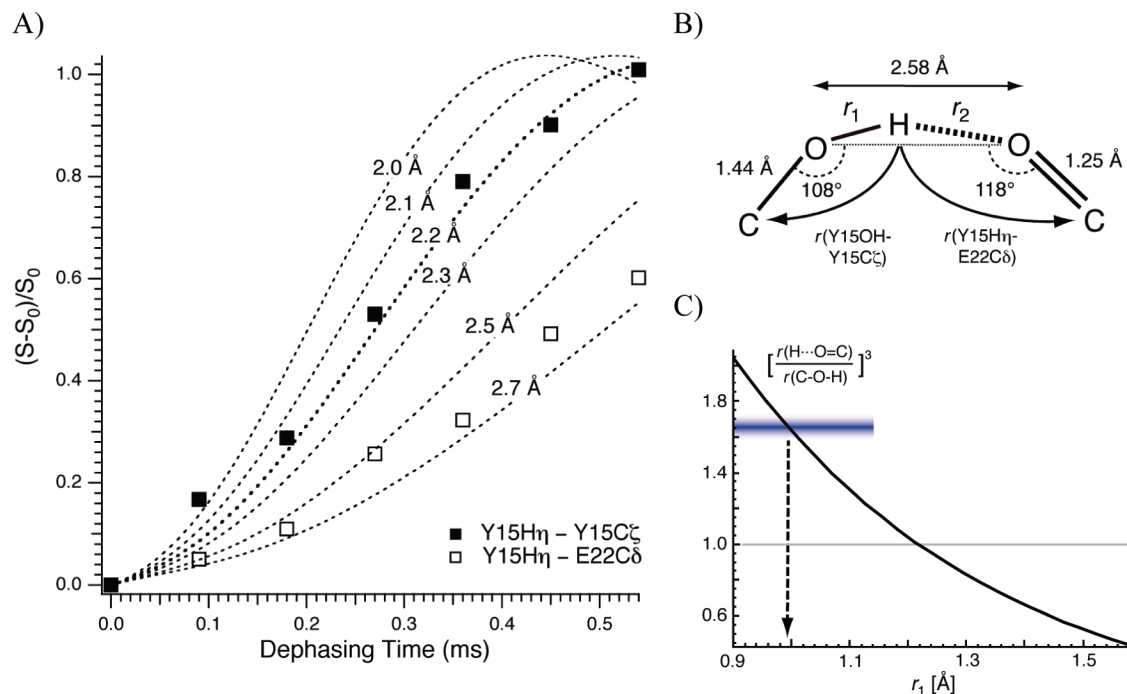 A)
(S-S₀)/S₀
1.0
0.8
0.6
0.4
0.2
0.0
2.0 Å
2.1 Å
2.2 Å
2.3 Å
2.5 Å
2.7 Å
Y15Hη – Y15Cζ
Y15Hη – E22Cδ
0.0 0.1 0.2 0.3 0.4 0.5
Dephasing Time (ms)
B)
2.58 Å
r₁ H r₂
O O
1.44 Å 1.25 Å
108° 118°
C C
r(Y15OH-
Y15Cζ)
r(Y15Hη-
E22Cδ)
C)
[r(H···O=C)
r(C-O-H)]³
1.8
1.4
1.0
0.6
0.9 1.1 1.3 1.5
r₁ [Å]